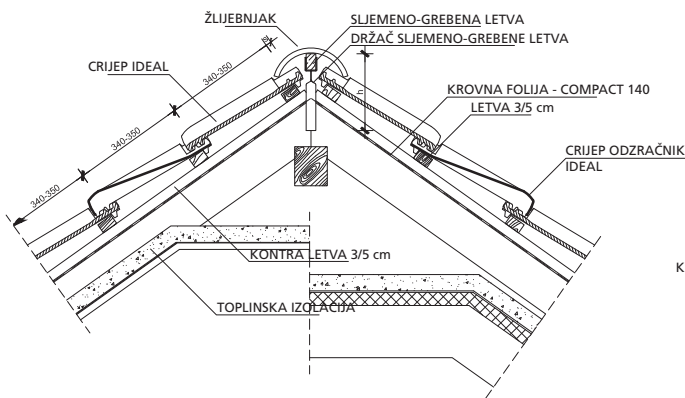 ŽLIJEBNJAK
SLJEMENO-GREBENA LETVA
DRŽAČ SLJEMENO-GREBENE LETVA
CRIJEP IDEAL
340-350
h
KROVNA FOLIJA - COMPACT 140
LETVA 3/5 cm
340-350
CRIJEP ODZRAČNIK
IDEAL
340-350
KONTRA LETVA 3/5 cm
K
TOPLINSKA IZOLACIJA